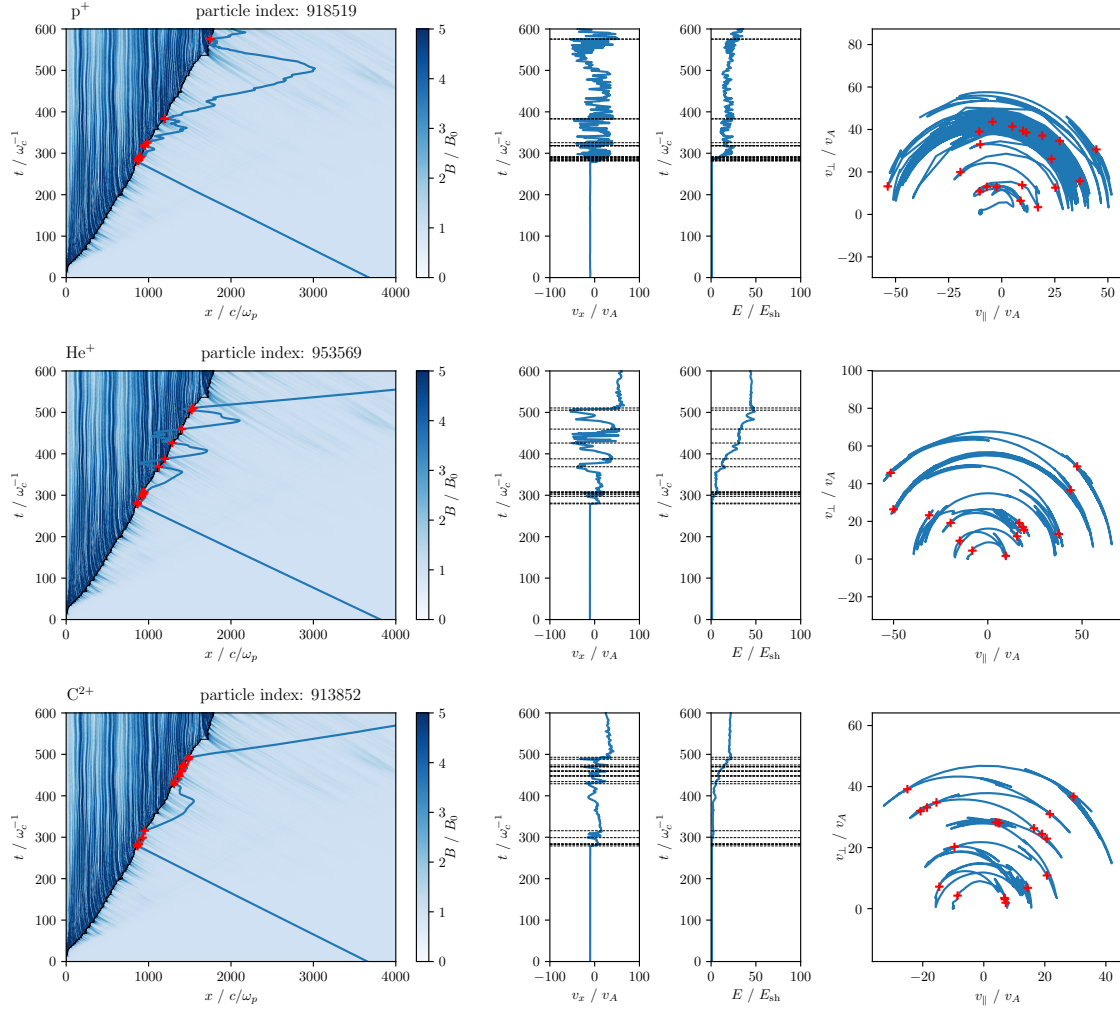 p⁺ particle index: 918519
600
500
400
300
200
100
0
t / ω_c⁻¹
0 1000 2000 3000 4000
x / c/ω_p
5
4
3
2
1
0
B / B₀
600
500
400
300
200
100
0
t / ω_c⁻¹
−100 0 100
v_x / v_A
600
500
400
300
200
100
0
t / ω_c⁻¹
0 50 100
E / E_sh
80
60
40
20
0
−20
v_⊥ / v_A
−50 −25 0 25 50
v_∥ / v_A
He⁺ particle index: 953569
600
500
400
300
200
100
0
t / ω_c⁻¹
0 1000 2000 3000 4000
x / c/ω_p
5
4
3
2
1
0
B / B₀
600
500
400
300
200
100
0
t / ω_c⁻¹
−100 0 100
v_x / v_A
600
500
400
300
200
100
0
t / ω_c⁻¹
0 50 100
E / E_sh
100
80
60
40
20
0
−20
v_⊥ / v_A
−50 0 50
v_∥ / v_A
C²⁺ particle index: 913852
600
500
400
300
200
100
0
t / ω_c⁻¹
0 1000 2000 3000 4000
x / c/ω_p
5
4
3
2
1
0
B / B₀
600
500
400
300
200
100
0
t / ω_c⁻¹
−100 0 100
v_x / v_A
600
500
400
300
200
100
0
t / ω_c⁻¹
0 50 100
E / E_sh
60
40
20
0
v_⊥ / v_A
−20 0 20 40
v_∥ / v_A